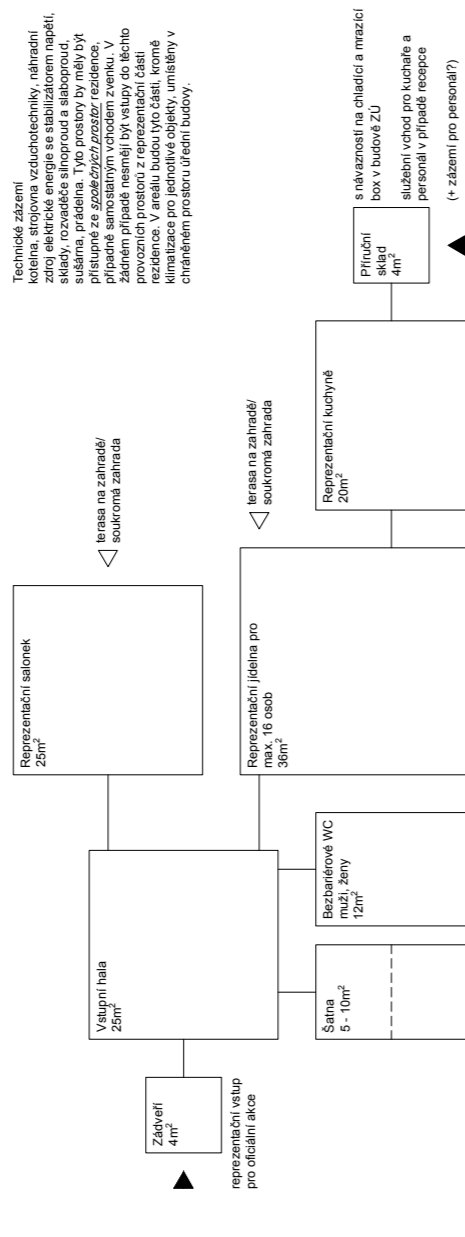 Technické zázemí
kotelna, strojovna vzduchotechniky, náhradní
zdroj elektrické energie se stabilizátorem napětí,
sklady, rozvaděče silnoproud a slaboproud,
sušárna, prádelna. Tyto prostory by měly být
přístupné ze společných prostor rezidence,
případně samostatným vchodem zvenku. V
žádném případě nesmějí být vstupy do těchto
provozních prostorů z reprezentační části
rezidence. V areálu budou tyto části, kromě
klimatizace pro jednotlivé objekty, umístěny v
chráněném prostoru úřední budovy.
Reprezentační salonek
25m²
terasa na zahradě/
soukromá zahrada
Zádveří
4m²
reprezentační vstup
pro oficiální akce
Vstupní hala
25m²
Šatna
5 - 10m²
Bezbariérové WC
muži, ženy
12m²
Reprezentační jídelna pro
max. 16 osob
36m²
terasa na zahradě/
soukromá zahrada
Reprezentační kuchyně
20m²
Příruční
sklad
4m²
s návazností na chladící a mrazící
box v budově ZÚ
služební vchod pro kuchaře a
personál v případě recepce
(+ zázemí pro personál?)